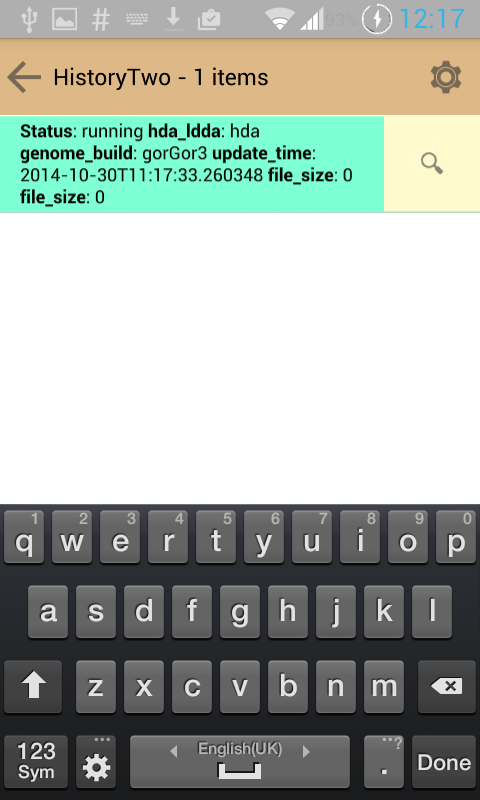 93% 12:17
HistoryTwo - 1 items
Status: running hda_ldda: hda
genome_build: gorGor3 update_time:
2014-10-30T11:17:33.260348 file_size: 0
file_size: 0
1 2 3 4 5 6 7 8 9 0
q w e r t y u i o p
a s d f g h j k l
z x c v b n m
123 English(UK) ...?
Sym . Done